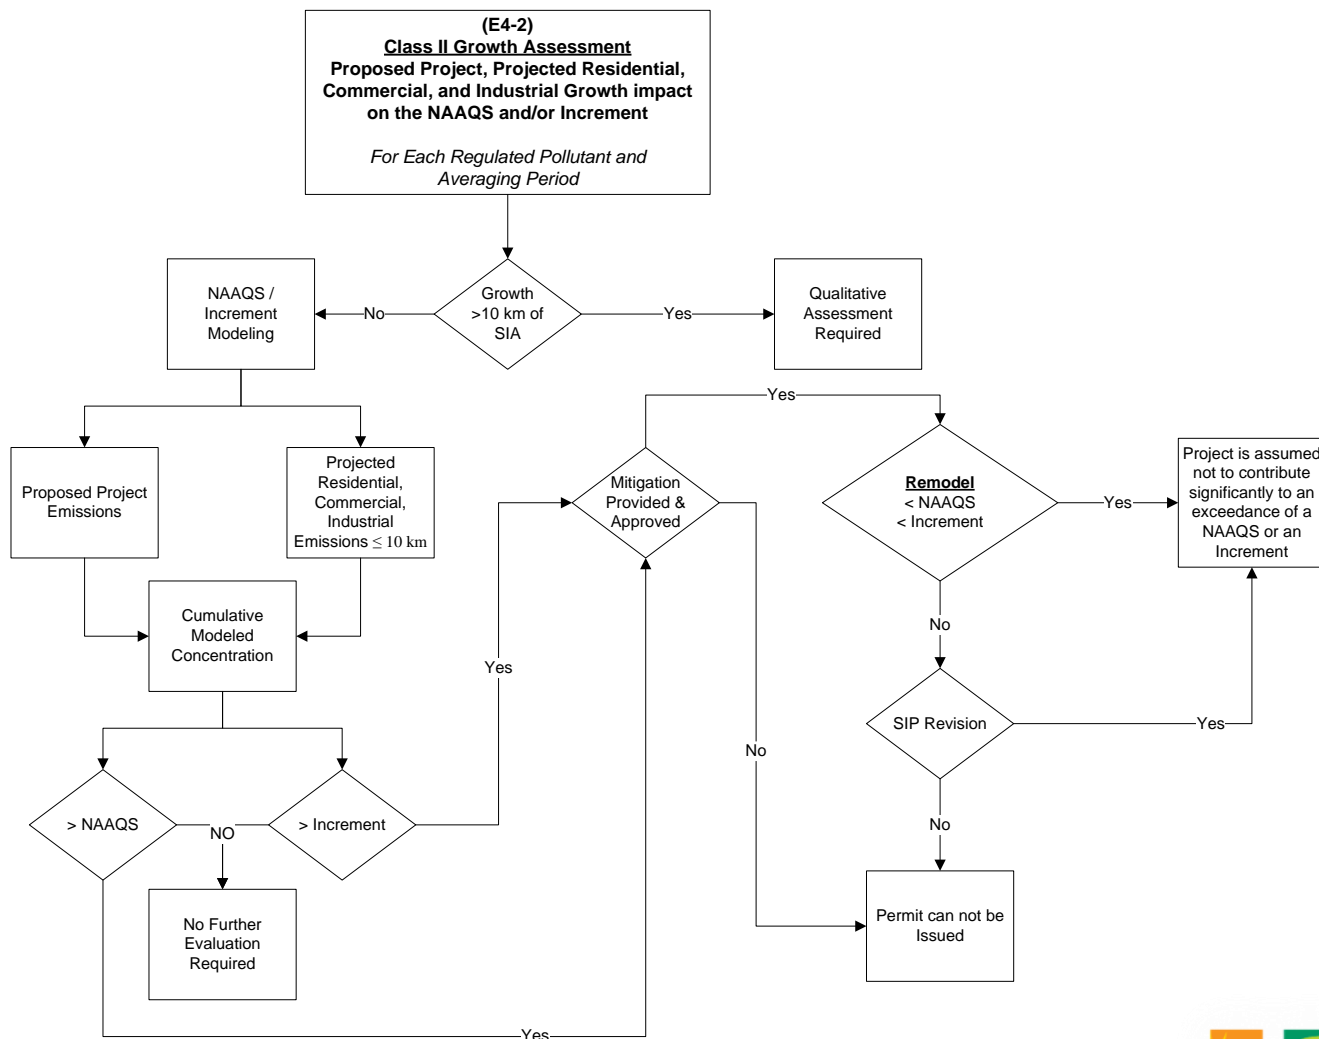 (E4-2)
Class II Growth Assessment
Proposed Project, Projected Residential,
Commercial, and Industrial Growth impact
on the NAAQS and/or Increment
For Each Regulated Pollutant and
Averaging Period
NAAQS /
Increment
Modeling
No
Growth
>10 km of
SIA
Yes
Qualitative
Assessment
Required
Yes
Proposed Project
Emissions
Projected
Residential,
Commercial,
Industrial
Emissions ≤ 10 km
Mitigation
Provided &
Approved
Remodel
< NAAQS
< Increment
Yes
Project is assumed
not to contribute
significantly to an
exceedance of a
NAAQS or an
Increment
Cumulative
Modeled
Concentration
Yes
No
SIP Revision
Yes
No
> NAAQS
NO
> Increment
No
No Further
Evaluation
Required
Permit can not be
Issued
Yes